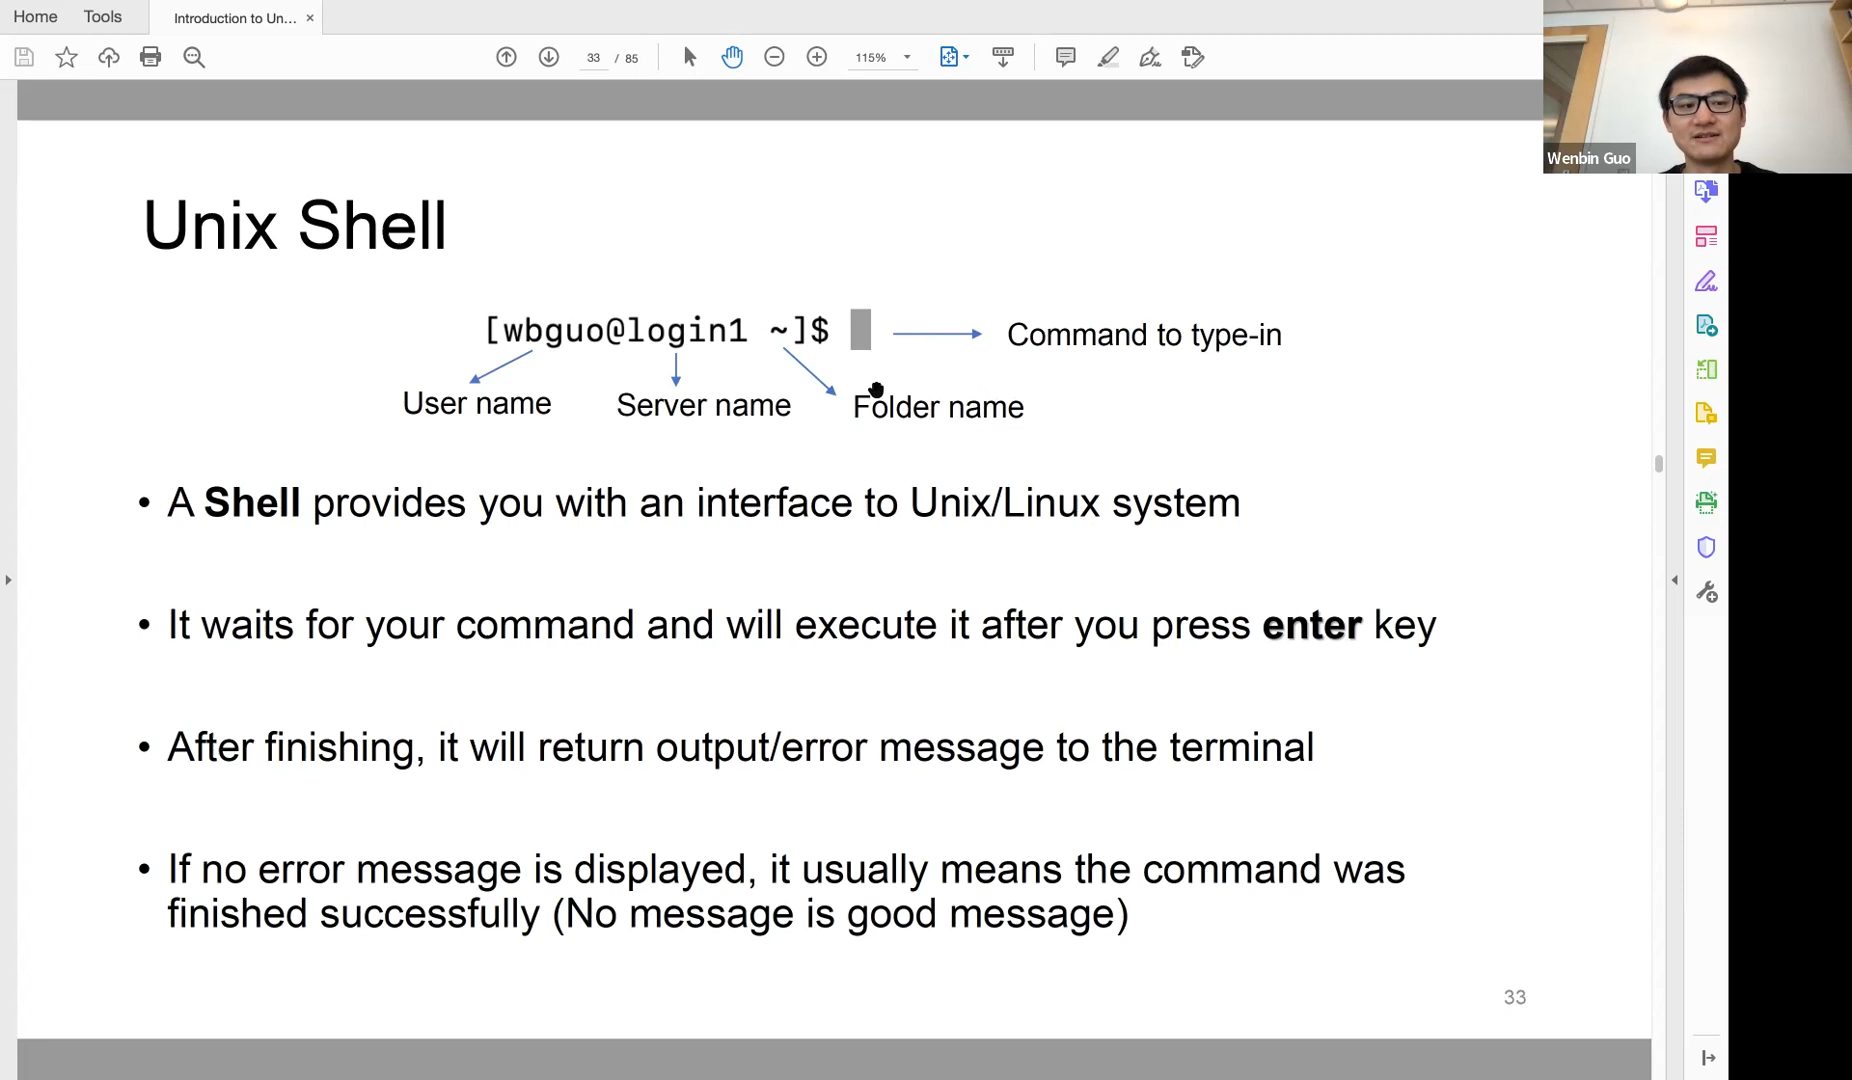 Home Tools Introduction to Un... ×
33 / 85 115%
Wenbin Guo
Unix Shell
[wbguo@login1 ~]$
Command to type-in
User name Server name Folder name
• A Shell provides you with an interface to Unix/Linux system
• It waits for your command and will execute it after you press enter key
• After finishing, it will return output/error message to the terminal
• If no error message is displayed, it usually means the command was
finished successfully (No message is good message)
33